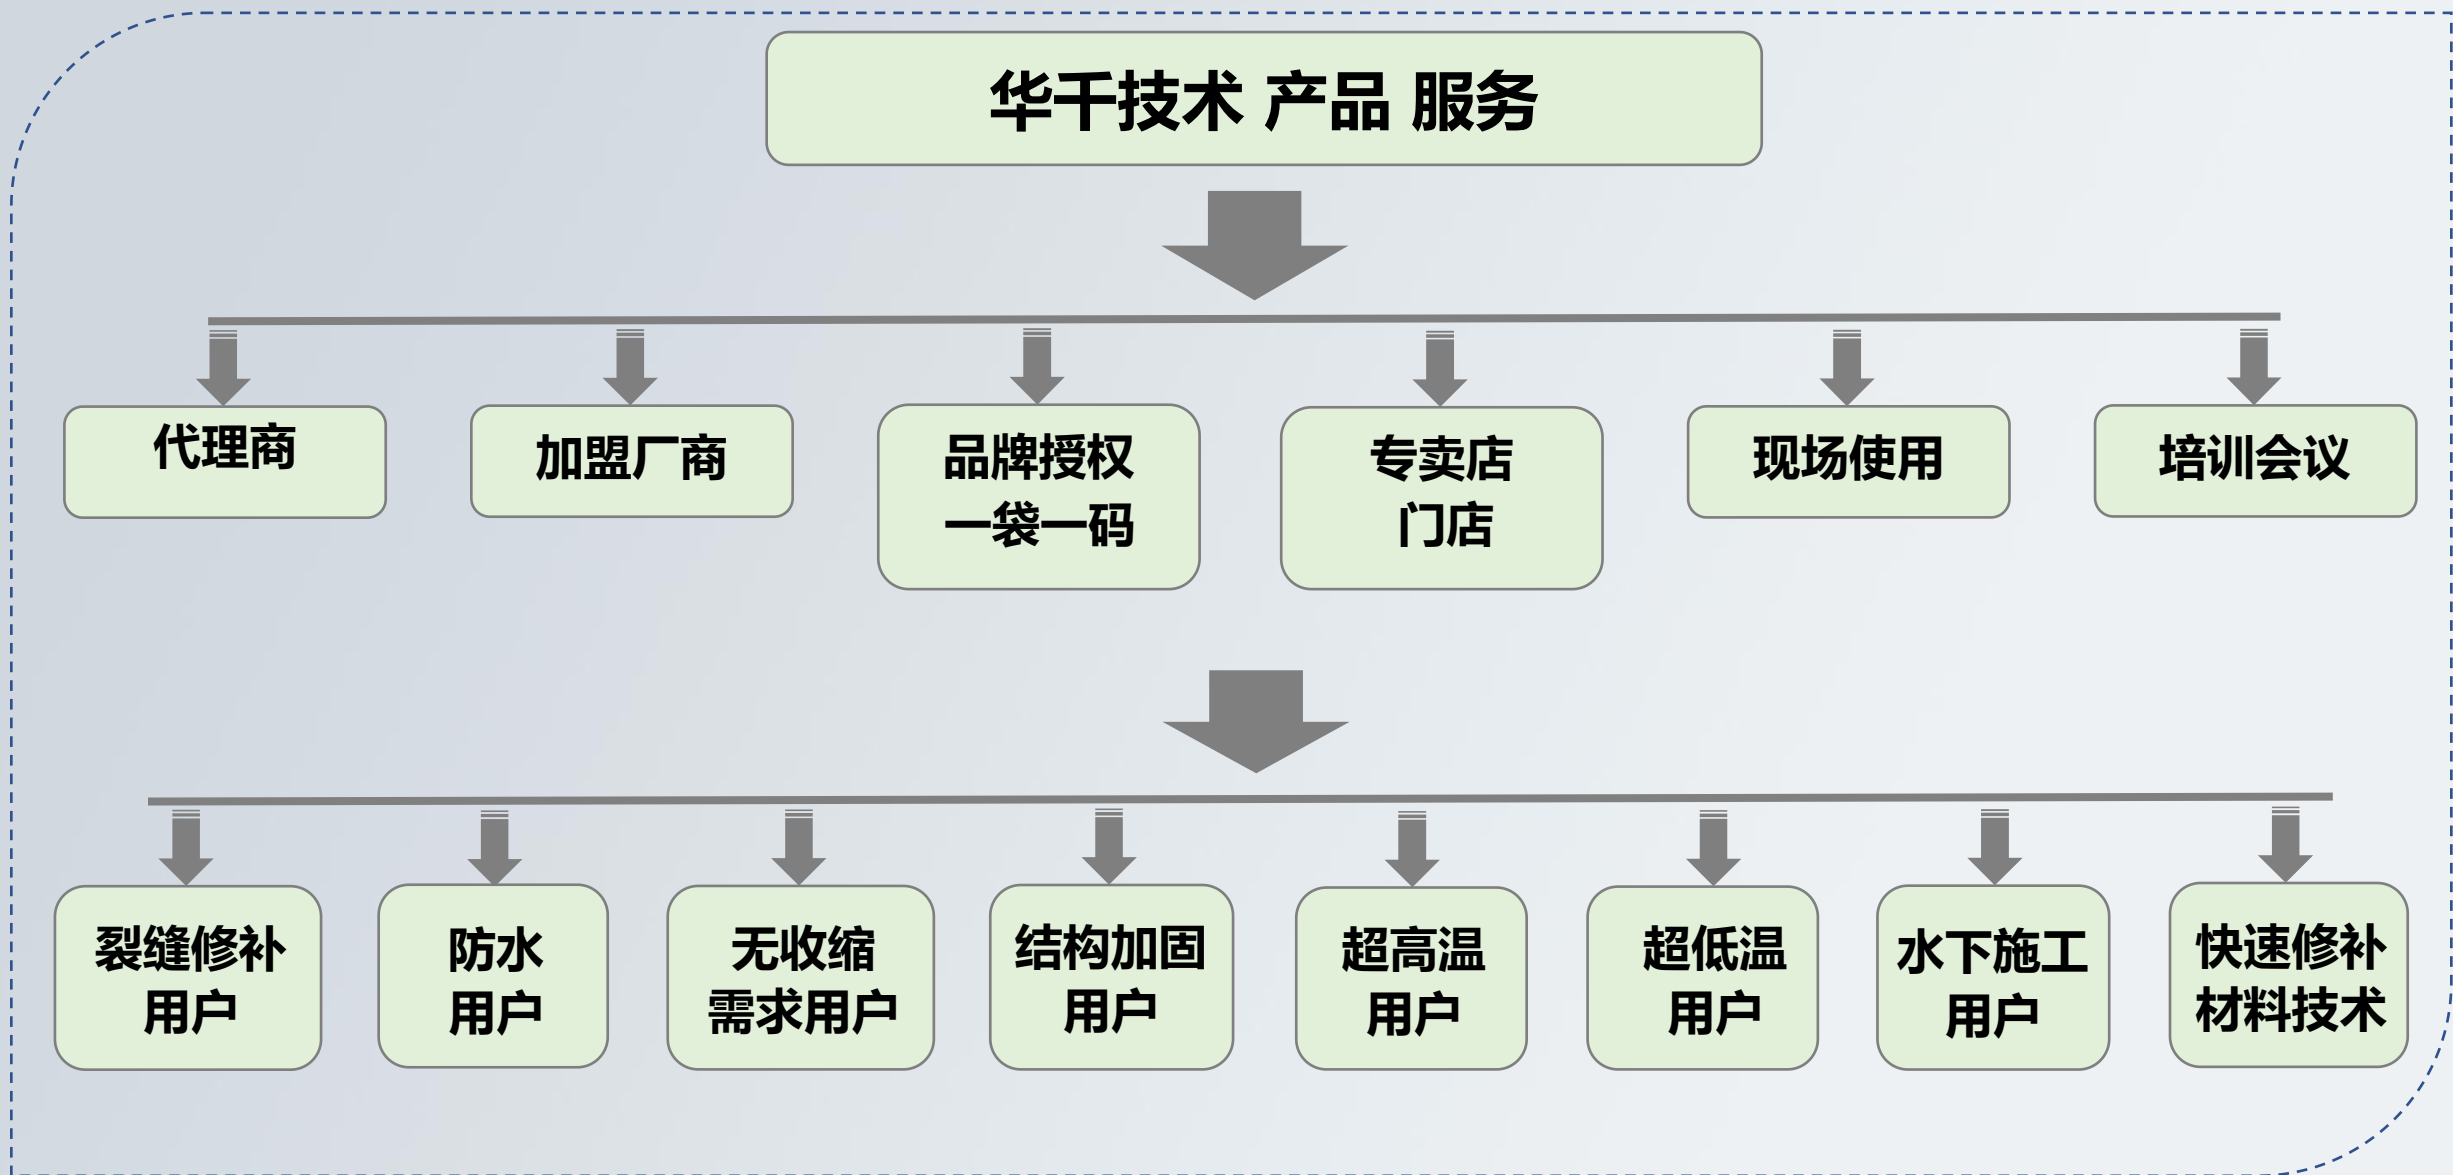 华千技术 产品 服务
代理商
加盟厂商
品牌授权
一袋一码
专卖店
门店
现场使用
培训会议
裂缝修补
用户
防水
用户
无收缩
需求用户
结构加固
用户
超高温
用户
超低温
用户
水下施工
用户
快速修补
材料技术